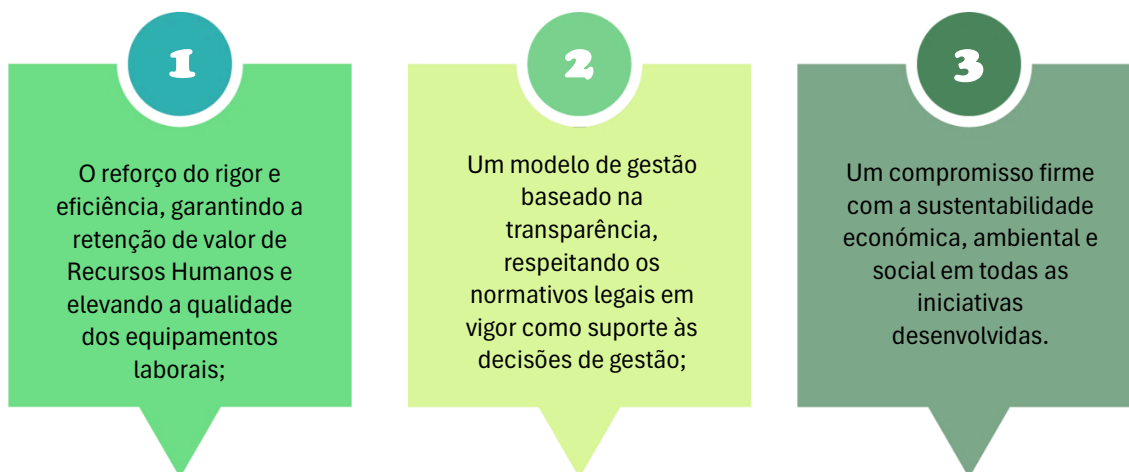 1
O reforço do rigor e
eficiência, garantindo a
retenção de valor de
Recursos Humanos e
elevando a qualidade
dos equipamentos
laborais;
2
Um modelo de gestão
baseado na
transparência,
respeitando os
normativos legais em
vigor como suporte às
decisões de gestão;
3
Um compromisso firme
com a sustentabilidade
económica, ambiental e
social em todas as
iniciativas
desenvolvidas.